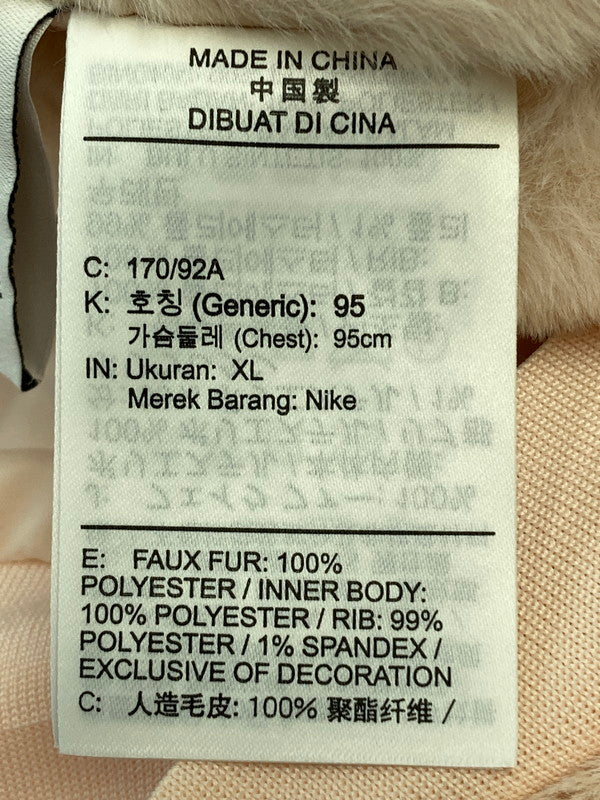 MADE IN CHINA
中国製
DIBUAT DI CINA
C: 170/92A
K: 호칭 (Generic): 95
가슴둘레 (Chest): 95cm
IN: Ukuran: XL
Merek Barang: Nike
E: FAUX FUR: 100%
POLYESTER / INNER BODY:
100% POLYESTER / RIB: 99%
POLYESTER / 1% SPANDEX /
EXCLUSIVE OF DECORATION
C: 人造毛皮: 100% 聚酯纤维 /